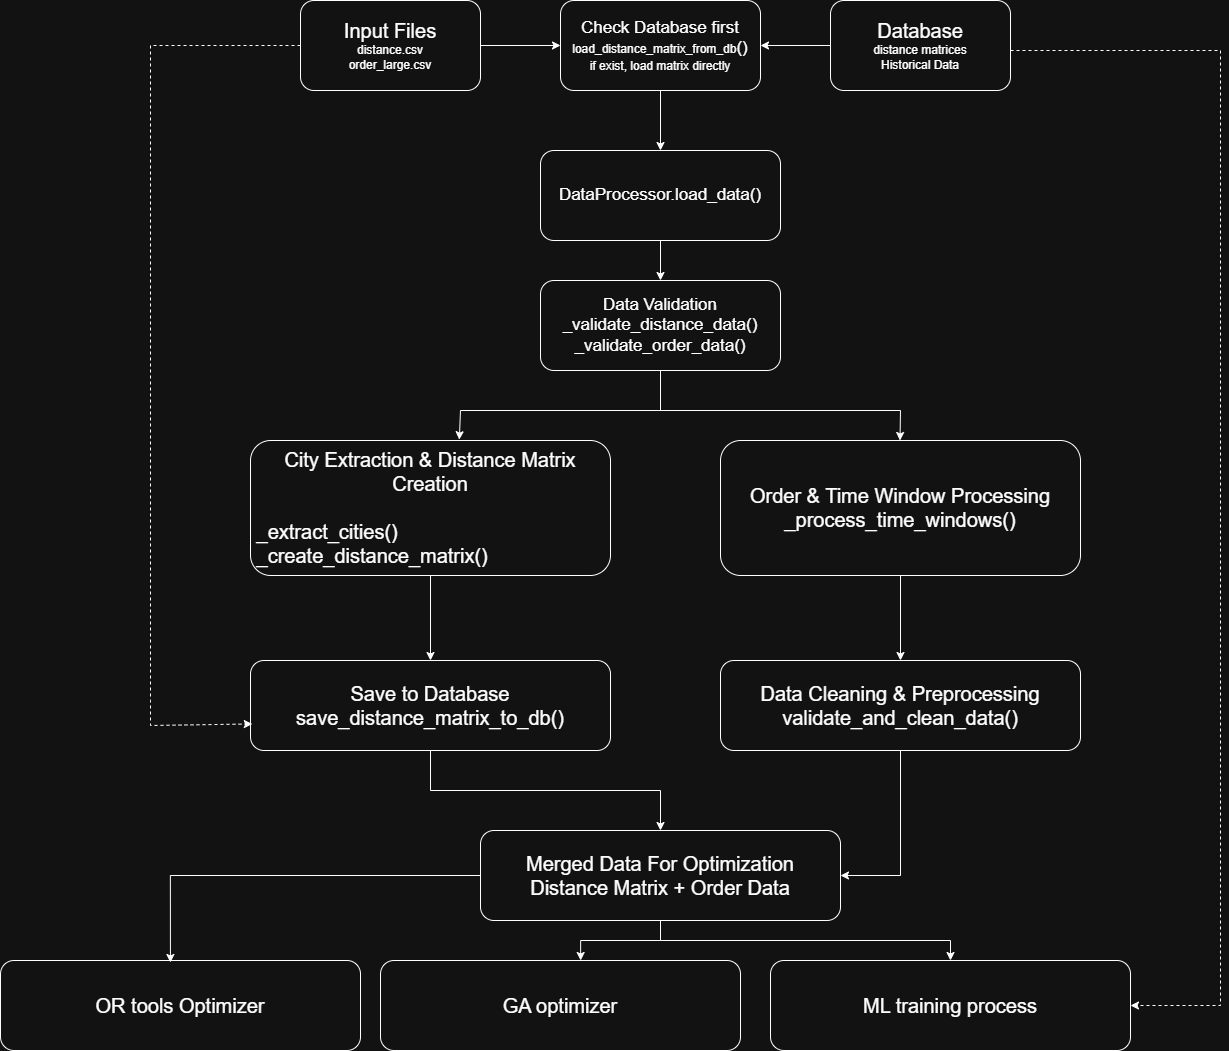 Input Files
distance.csv
order_large.csv
Check Database first
load_distance_matrix_from_db()
if exist, load matrix directly
Database
distance matrices
Historical Data
DataProcessor.load_data()
Data Validation
_validate_distance_data()
_validate_order_data()
City Extraction & Distance Matrix
Creation
_extract_cities()
_create_distance_matrix()
Order & Time Window Processing
_process_time_windows()
Save to Database
save_distance_matrix_to_db()
Data Cleaning & Preprocessing
validate_and_clean_data()
Merged Data For Optimization
Distance Matrix + Order Data
OR tools Optimizer
GA optimizer
ML training process